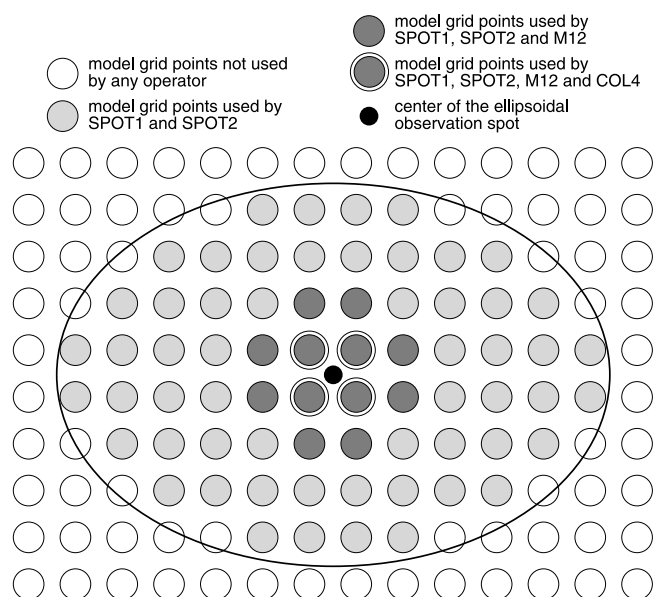 model grid points not used
by any operator
model grid points used by
SPOT1 and SPOT2
model grid points used by
SPOT1, SPOT2 and M12
model grid points used by
SPOT1, SPOT2, M12 and COL4
center of the ellipsoidal
observation spot